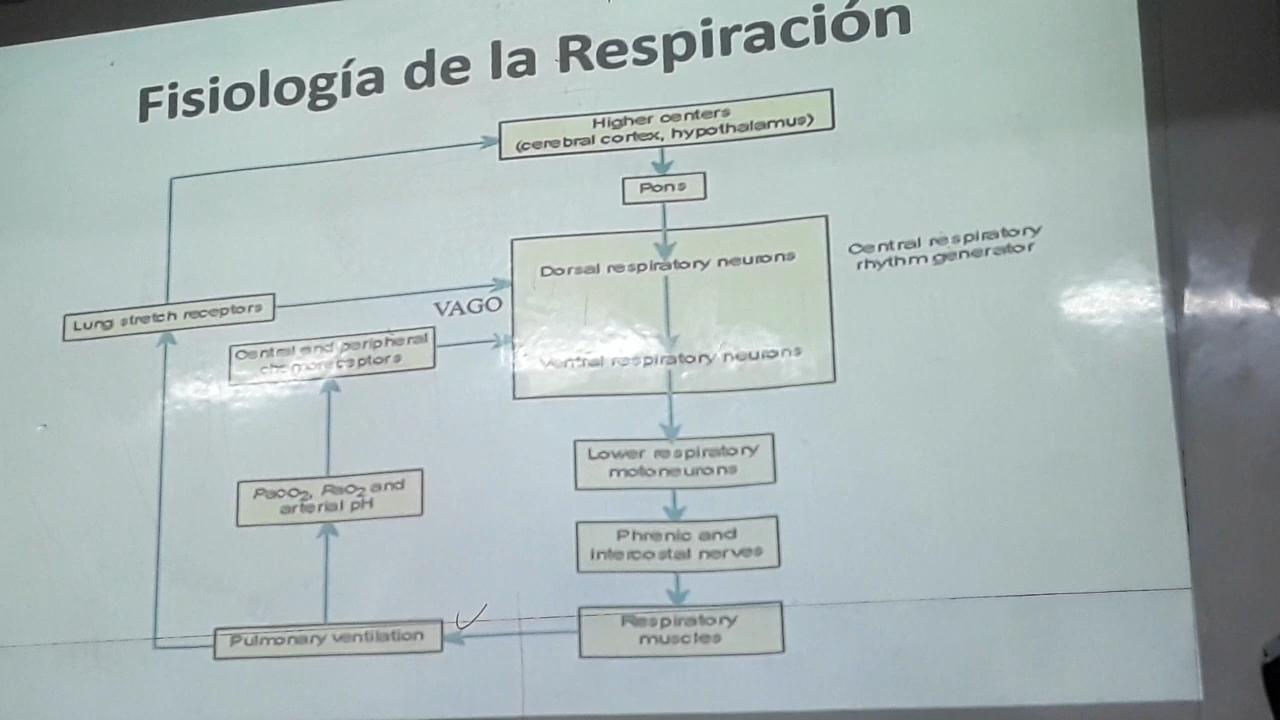 Fisiología de la Respiración
Higher centers
(cerebral cortex, hypothalamus)
Pons
Dorsal respiratory neurons
Ventral respiratory neurons
Central respiratory
rhythm generator
Lung stretch receptors
VAGO
Central and peripheral
chemoreceptors
Lower respiratory
motoneurons
PaCO₂, PaO₂ and
arterial pH
Phrenic and
intercostal nerves
Respiratory
muscles
Pulmonary ventilation